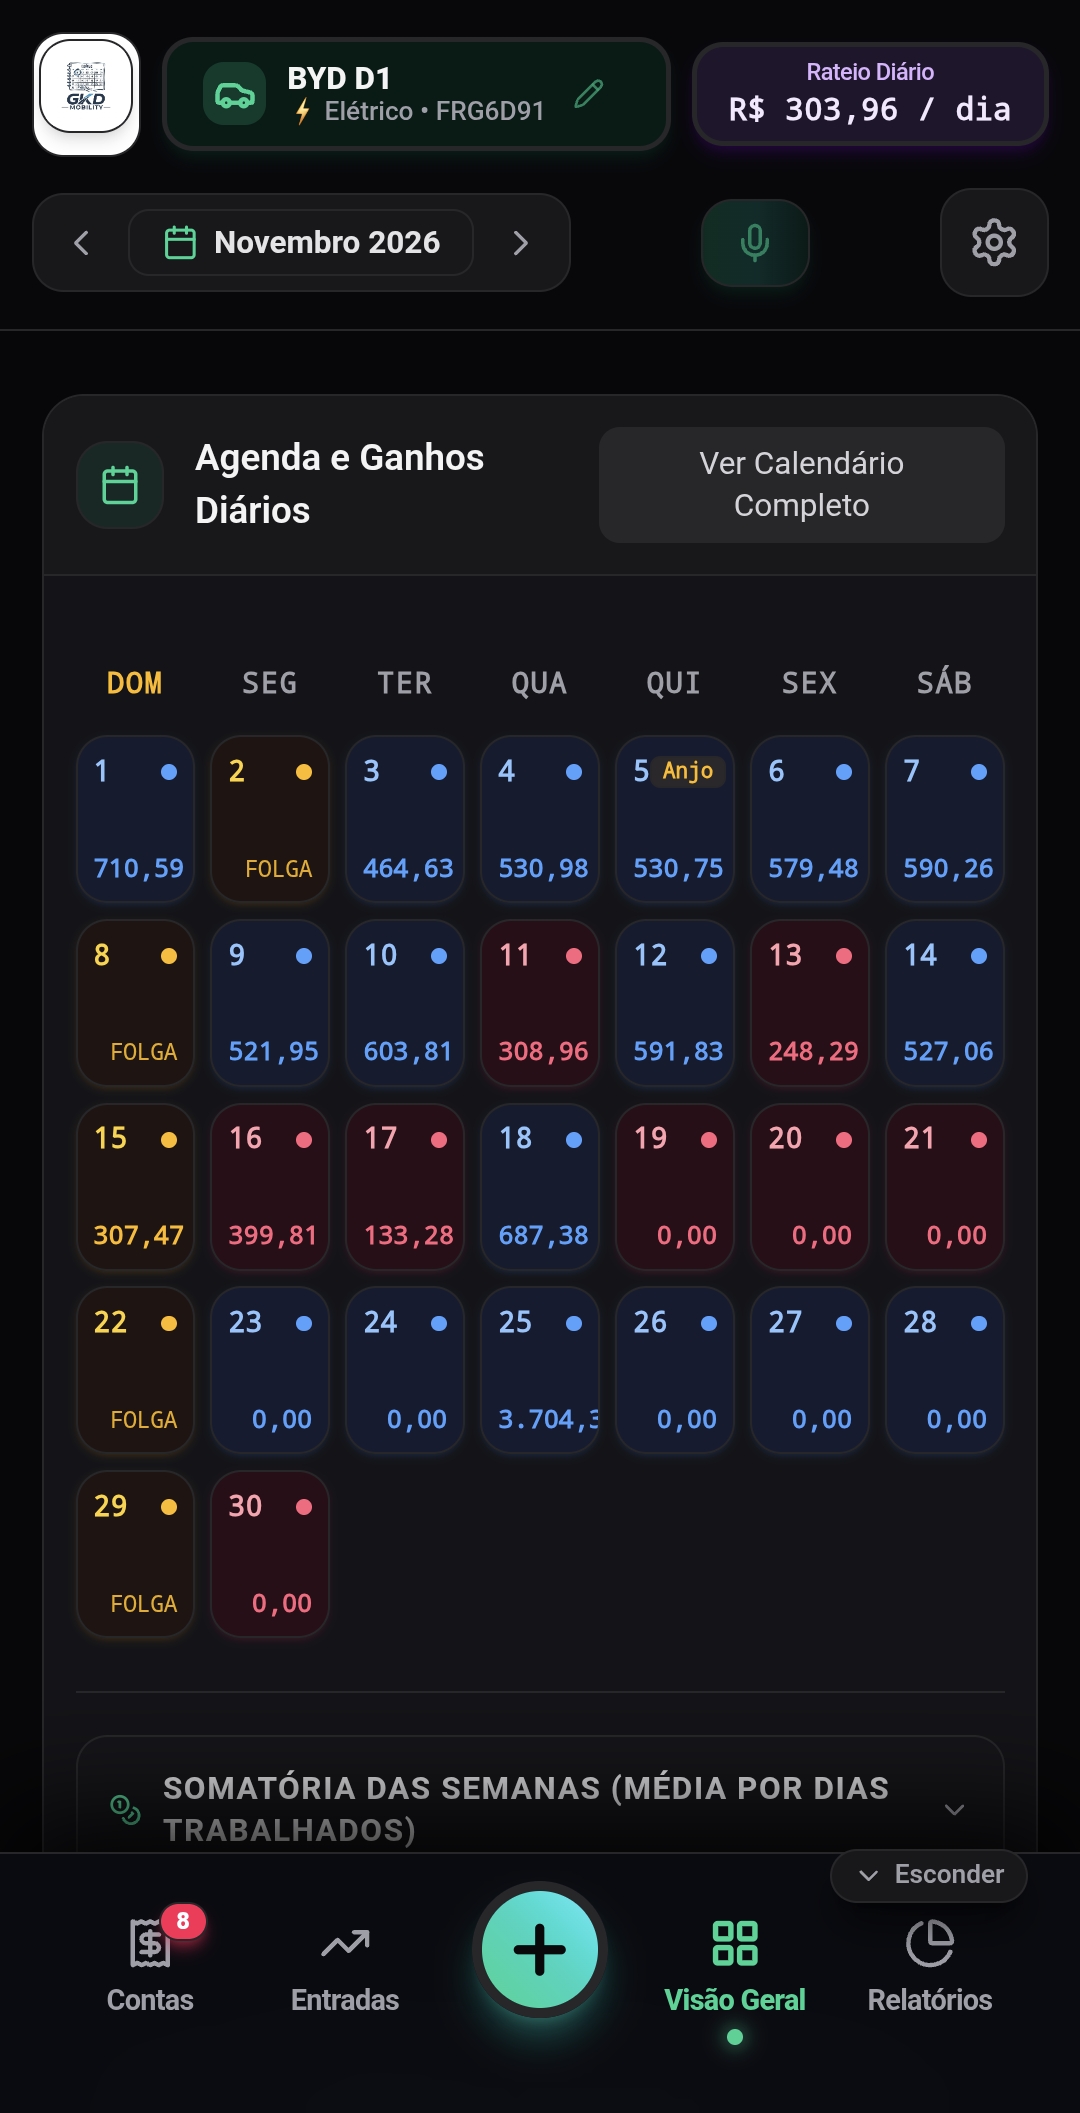 GKD
MOBILITY
BYD D1
⚡ Elétrico • FRG6D91
Rateio Diário
R$ 303,96 / dia
Novembro 2026
Agenda e Ganhos
Diários
Ver Calendário
Completo
DOM SEG TER QUA QUI SEX SÁB
1 2 3 4 5 Anjo 6 7
710,59 FOLGA 464,63 530,98 530,75 579,48 590,26
8 9 10 11 12 13 14
FOLGA 521,95 603,81 308,96 591,83 248,29 527,06
15 16 17 18 19 20 21
307,47 399,81 133,28 687,38 0,00 0,00 0,00
22 23 24 25 26 27 28
FOLGA 0,00 0,00 3.704,3 0,00 0,00 0,00
29 30
FOLGA 0,00
SOMATÓRIA DAS SEMANAS (MÉDIA POR DIAS
TRABALHADOS)
Esconder
8
Contas Entradas Visão Geral Relatórios